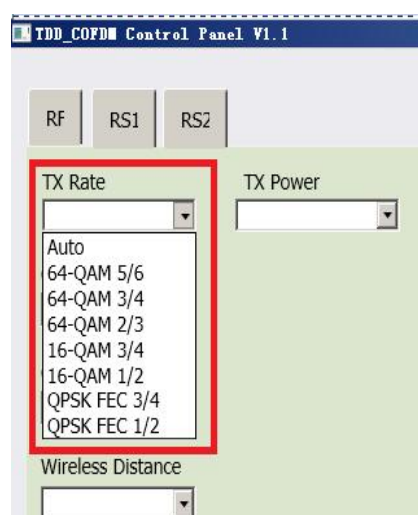 TDD_COFDM Control Panel V1.1
RF RS1 RS2
TX Rate TX Power
Auto
64-QAM 5/6
64-QAM 3/4
64-QAM 2/3
16-QAM 3/4
16-QAM 1/2
QPSK FEC 3/4
QPSK FEC 1/2
Wireless Distance